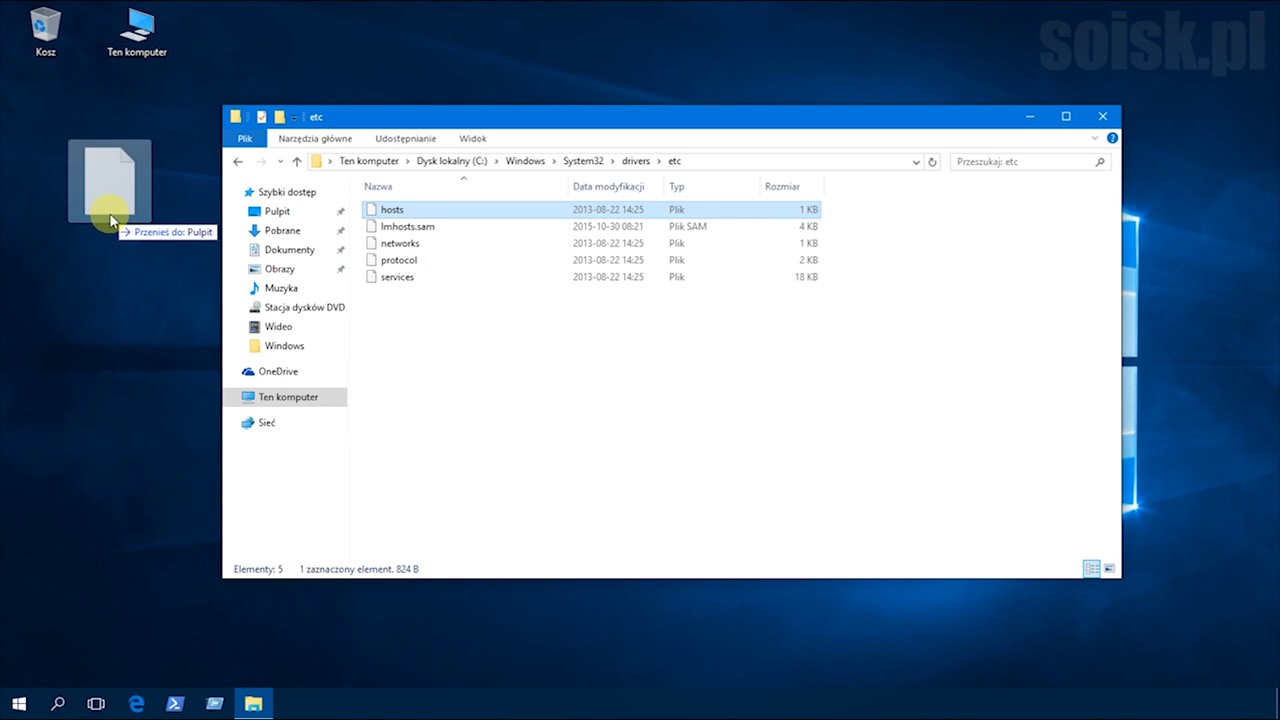 soisk.pl
Kosz
Ten komputer
Przenieś do: Pulpit
etc
Plik Narzędzia główne Udostępnianie Widok
Ten komputer Dysk lokalny (C:) Windows System32 drivers etc
Przeszukaj: etc
Szybki dostęp
Pulpit
Pobrane
Dokumenty
Obrazy
Muzyka
Stacja dysków DVD
Wideo
Windows
OneDrive
Ten komputer
Sieć
Nazwa Data modyfikacji Typ Rozmiar
hosts 2013-08-22 14:25 Plik 1 KB
lmhosts.sam 2015-10-30 08:21 Plik SAM 4 KB
networks 2013-08-22 14:25 Plik 1 KB
protocol 2013-08-22 14:25 Plik 2 KB
services 2013-08-22 14:25 Plik 18 KB
Elementy: 5 1 zaznaczony element. 824 B